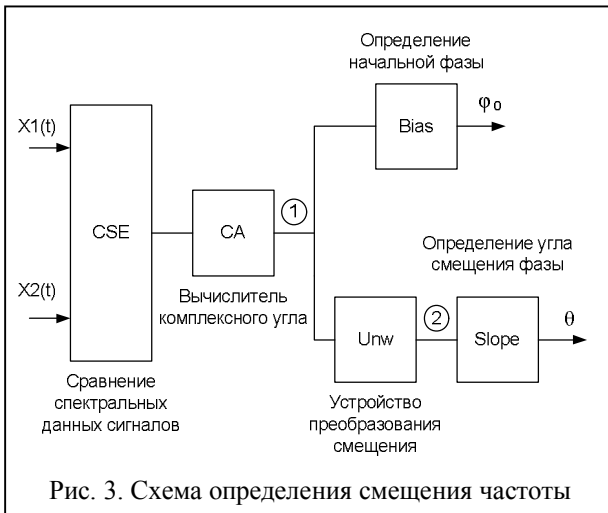 Определение
начальной фазы
X1(t)
Bias
φ₀
CSE
CA
1
Определение угла
смещения фазы
X2(t)
Вычислитель
комплексного угла
Unw
2
Slope
θ
Сравнение
спектральных
данных сигналов
Устройство
преобразования
смещения
Рис. 3. Схема определения смещения частоты